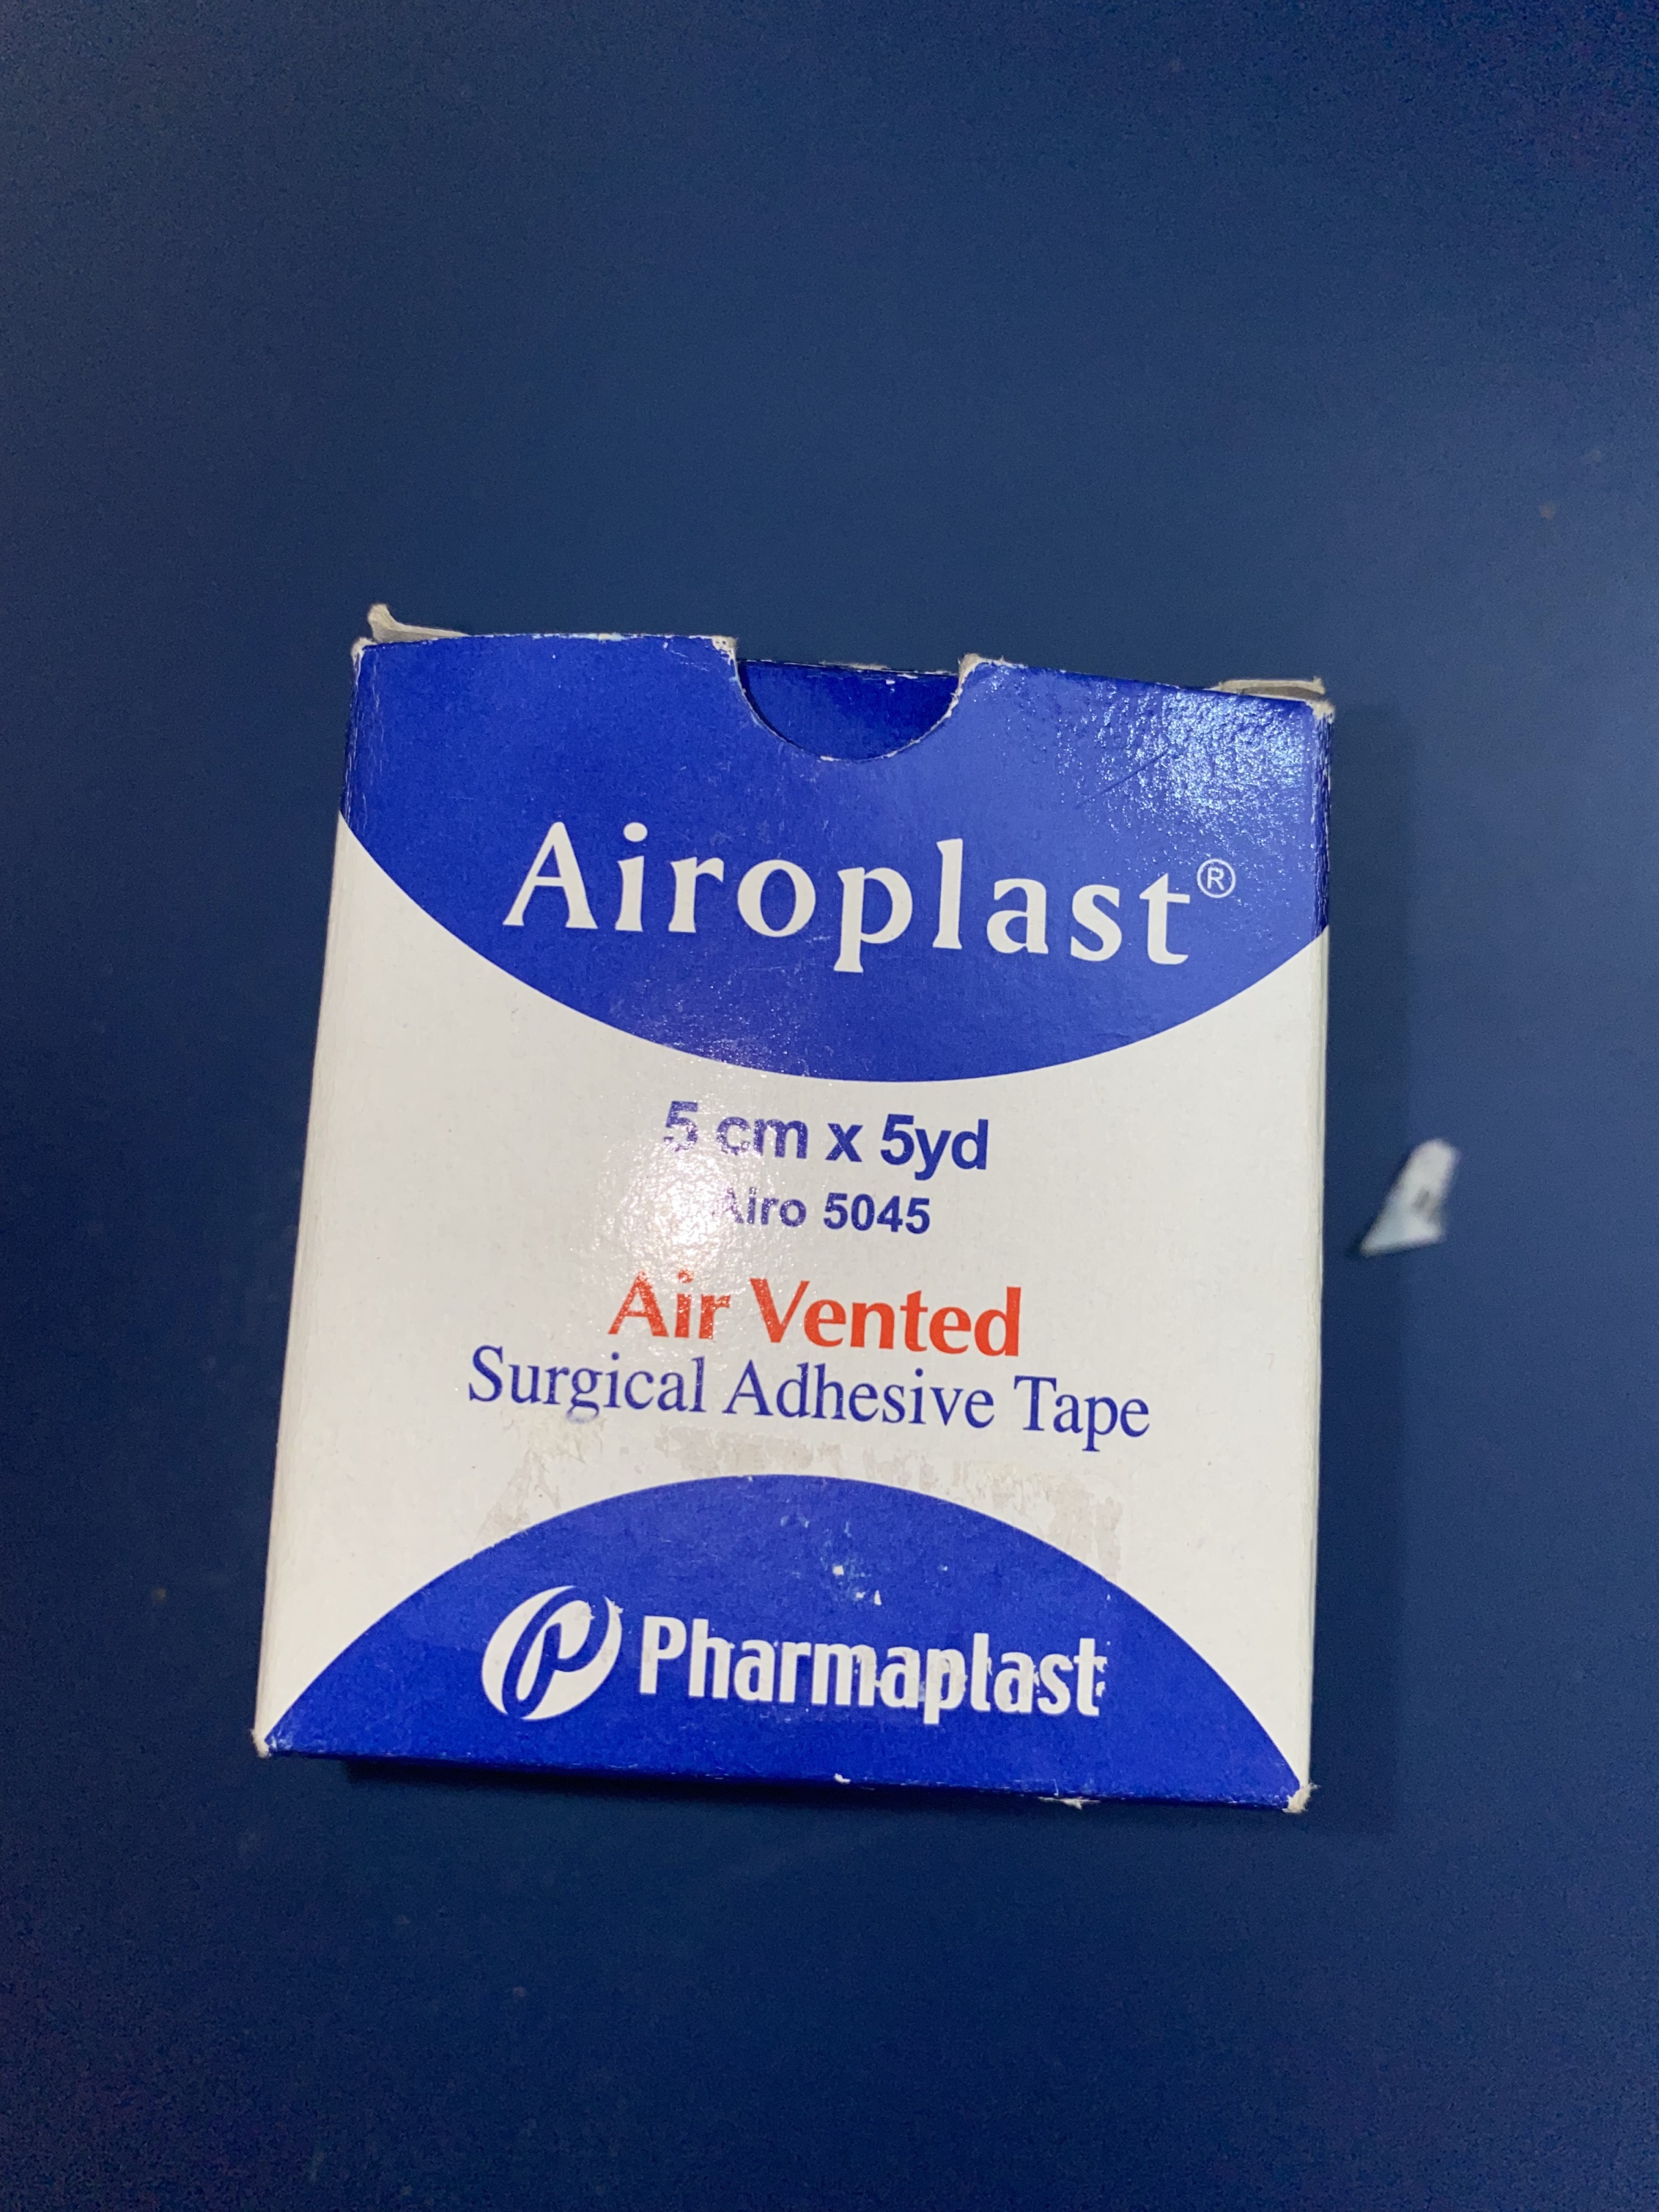 Airoplast®
5 cm x 5yd
Airo 5045
Air Vented
Surgical Adhesive Tape
Pharmaplast